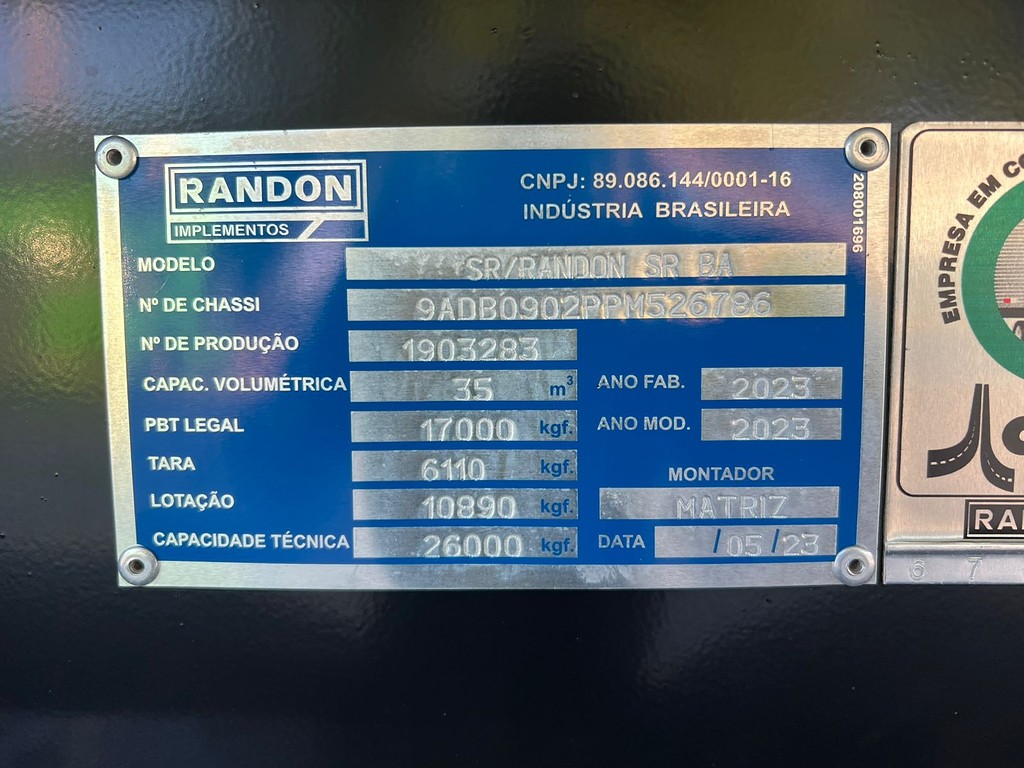 RANDON
IMPLEMENTOS
CNPJ: 89.086.144/0001-16
INDÚSTRIA BRASILEIRA
208001696
MODELO SR/RANDON SR BA
Nº DE CHASSI 9ADB0902PPM526786
Nº DE PRODUÇÃO 1903283
CAPAC. VOLUMÉTRICA 35 m³ ANO FAB. 2023
PBT LEGAL 17000 kgf. ANO MOD. 2023
TARA 6110 kgf. MONTADOR
LOTAÇÃO 10890 kgf. MATRIZ
CAPACIDADE TÉCNICA 26000 kgf. DATA /05/23
EMPRESA EM CO
RA
6 7